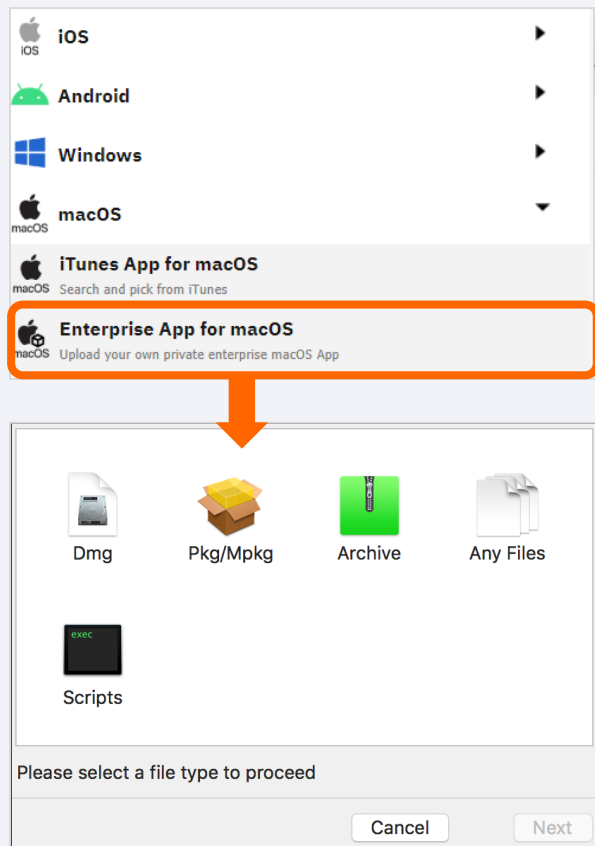 iOS
iOS
Android
Windows
macOS
macOS
iTunes App for macOS
macOS
Search and pick from iTunes
Enterprise App for macOS
macOS
Upload your own private enterprise macOS App
Dmg
Pkg/Mpkg
Archive
Any Files
exec
Scripts
Please select a file type to proceed
Cancel
Next